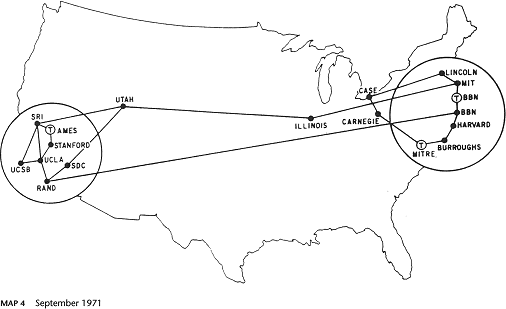 LINCOLN
MIT
CASE
T BBN
UTAH
SRI
BBN
CARNEGIE
ILLINOIS
HARVARD
T AMES
STANFORD
BURROUGHS
T
MITRE
UCLA
SDC
UCSB
RAND
MAP 4 September 1971